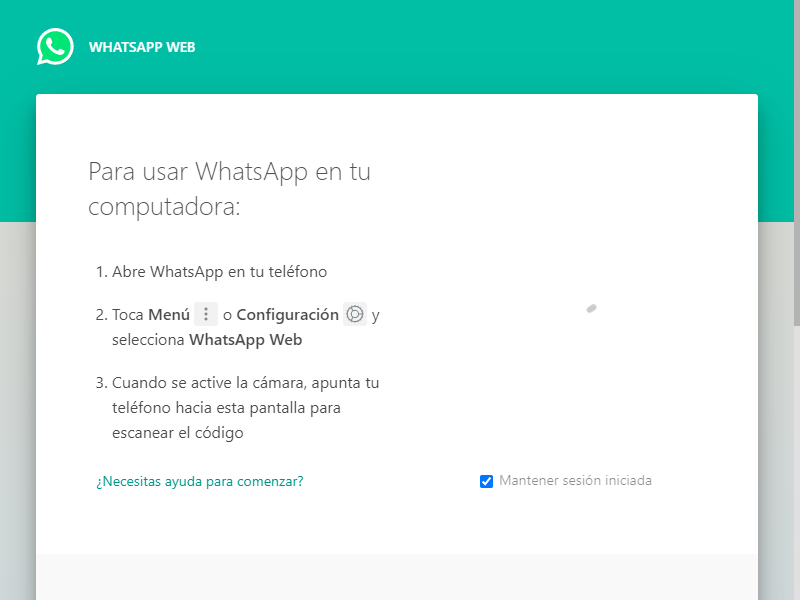 WHATSAPP WEB
Para usar WhatsApp en tu
computadora:
1. Abre WhatsApp en tu teléfono
2. Toca Menú o Configuración y
selecciona WhatsApp Web
3. Cuando se active la cámara, apunta tu
teléfono hacia esta pantalla para
escanear el código
¿Necesitas ayuda para comenzar?
Mantener sesión iniciada